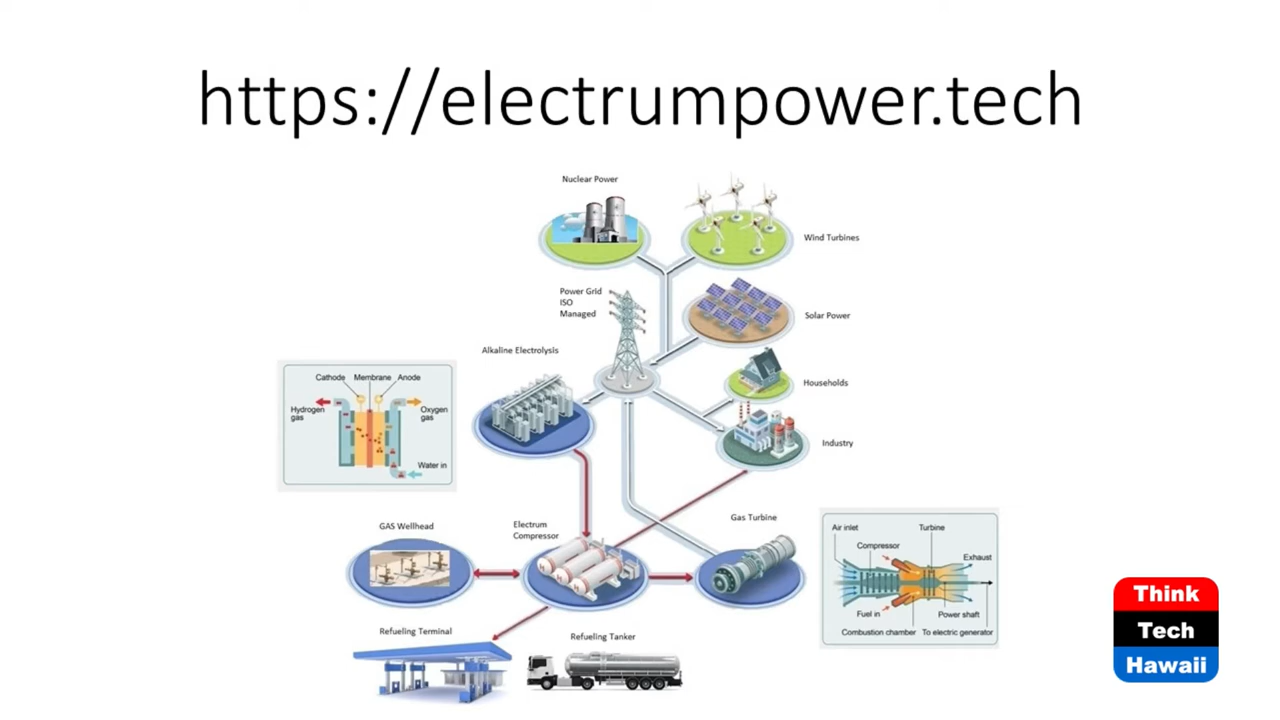 https://electrumpower.tech
Nuclear Power
Wind Turbines
Power Grid
ISO
Managed
Solar Power
Alkaline Electrolysis
Households
Cathode
Membrane
Anode
Hydrogen
gas
Oxygen
gas
Water in
Industry
GAS Wellhead
Electrum
Compressor
Gas Turbine
Air inlet
Turbine
Compressor
Exhaust
Fuel in
Power shaft
Combustion chamber
To electric generator
Refueling Terminal
Refueling Tanker
Think
Tech
Hawaii